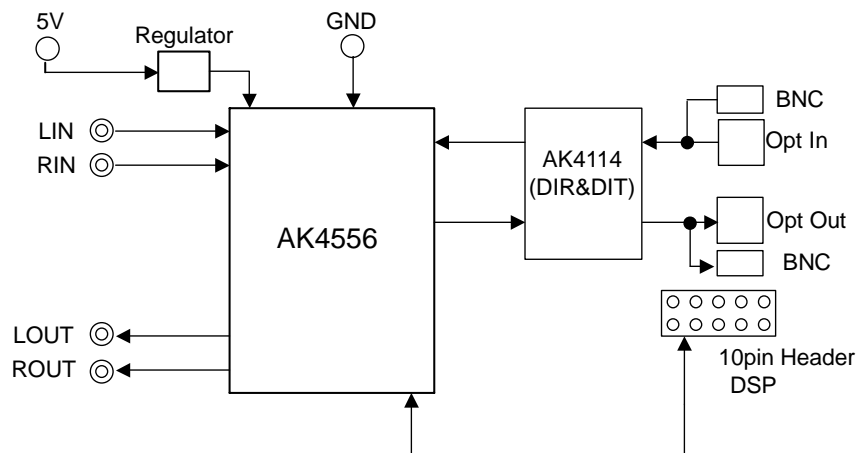 5V
Regulator
GND
LIN
RIN
AK4556
AK4114
(DIR&DIT)
BNC
Opt In
Opt Out
BNC
LOUT
ROUT
10pin Header
DSP